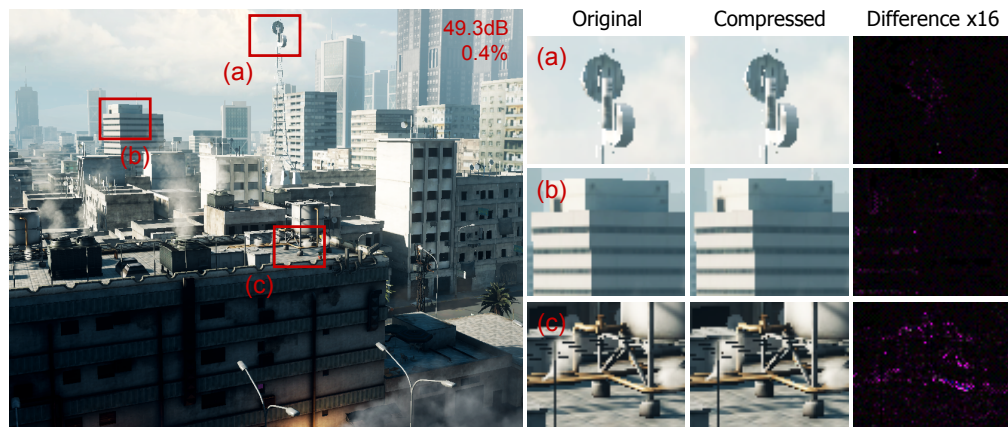 49.3dB
0.4%
(a)
(b)
(c)
Original Compressed Difference x16
(a)
(b)
(c)